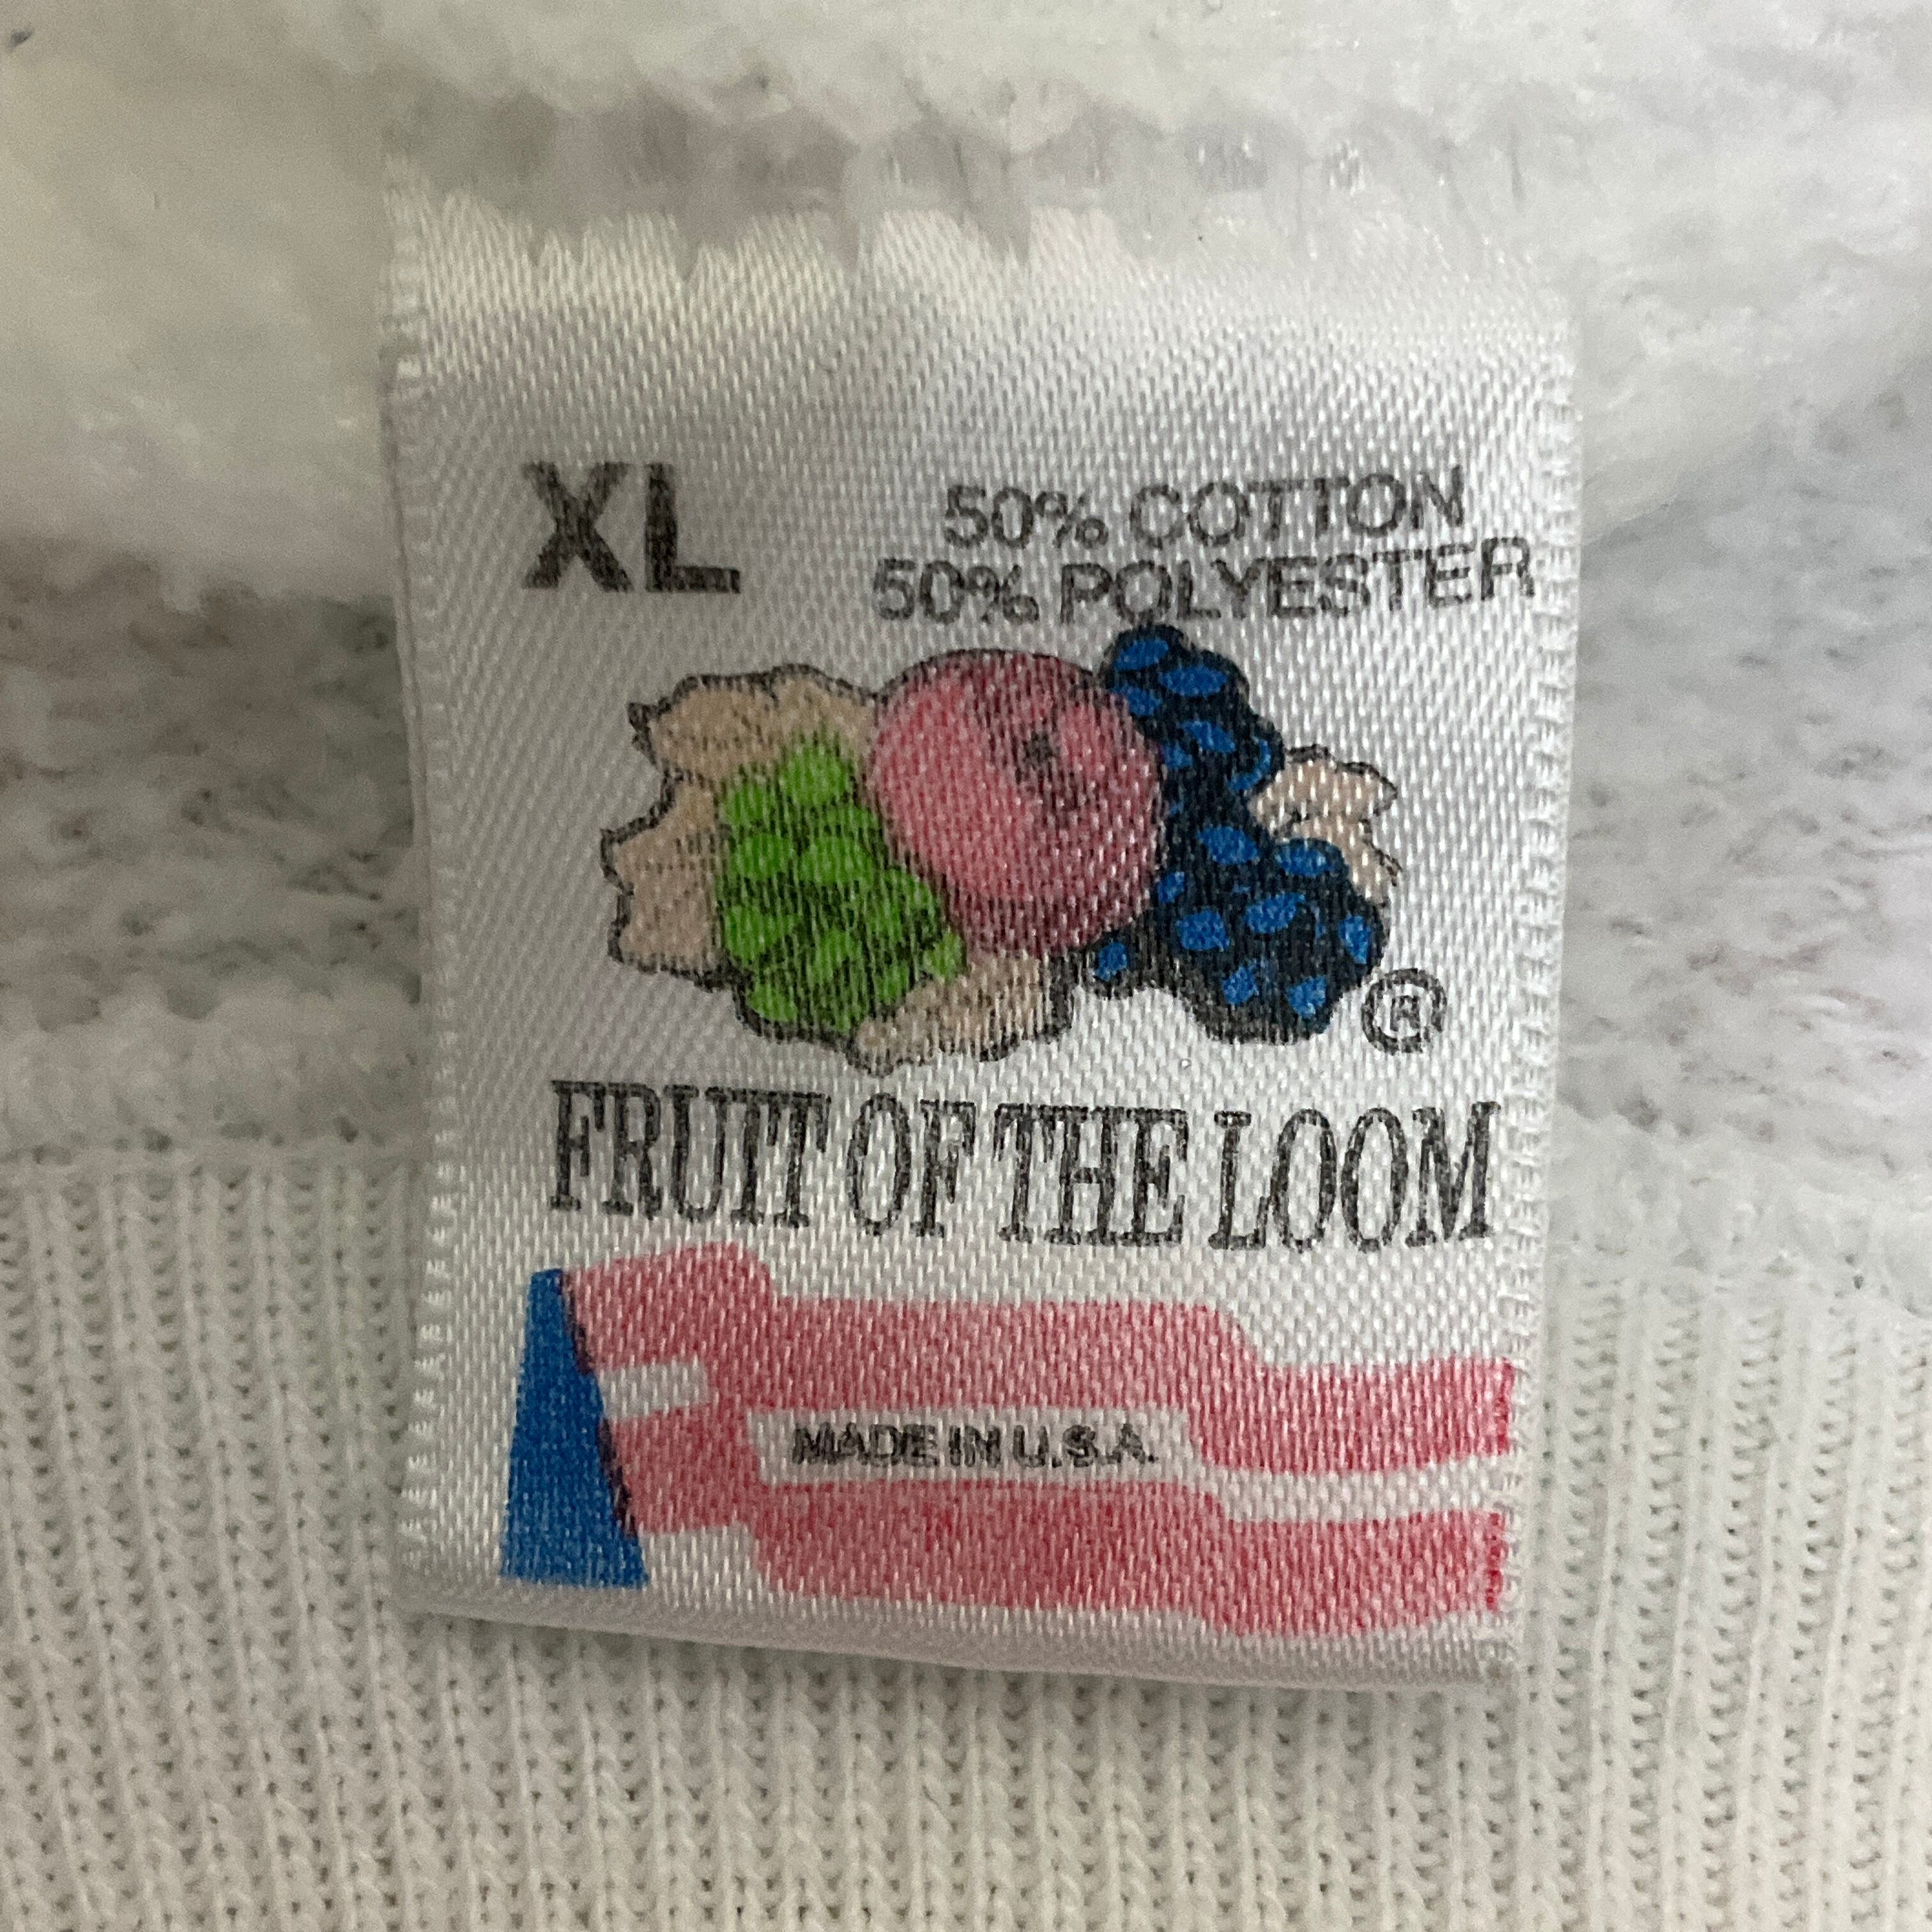 XL
50% COTTON
50% POLYESTER
®
FRUIT OF THE LOOM
MADE IN U.S.A.